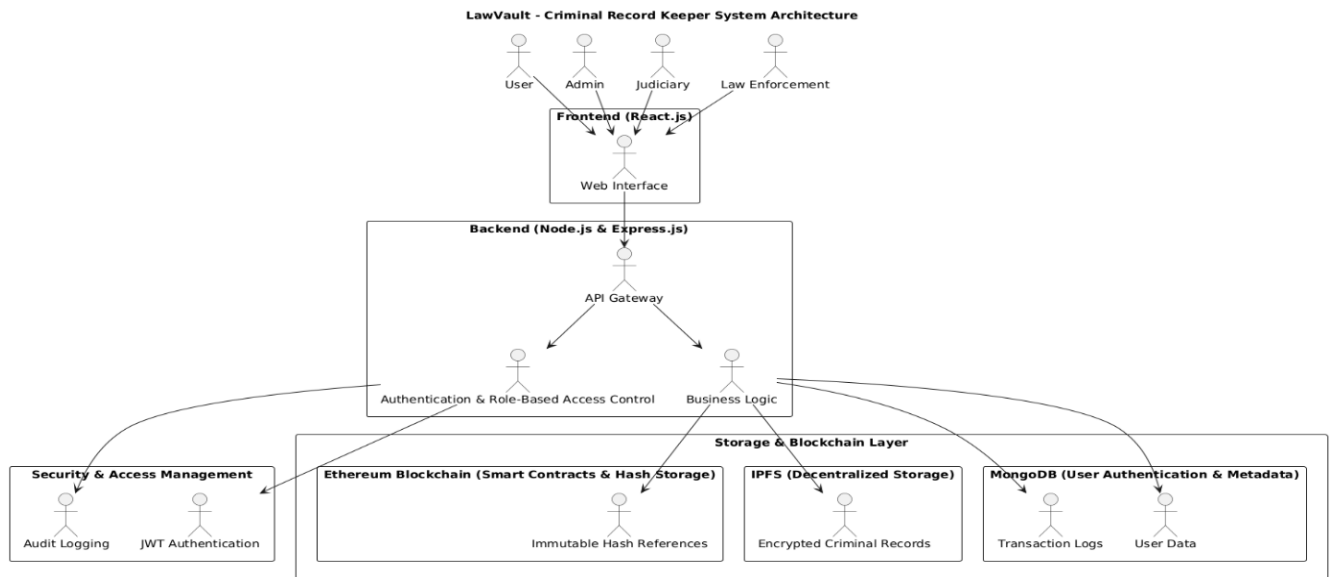 LawVault - Criminal Record Keeper System Architecture
User
Admin
Judiciary
Law Enforcement
Frontend (React.js)
Web Interface
Backend (Node.js & Express.js)
API Gateway
Authentication & Role-Based Access Control
Business Logic
Storage & Blockchain Layer
Security & Access Management
Audit Logging
JWT Authentication
Ethereum Blockchain (Smart Contracts & Hash Storage)
Immutable Hash References
IPFS (Decentralized Storage)
Encrypted Criminal Records
MongoDB (User Authentication & Metadata)
Transaction Logs
User Data